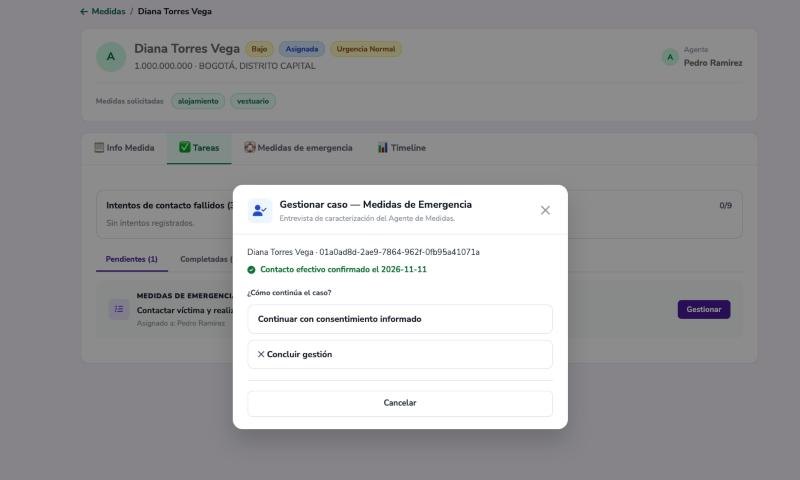 ← Medidas / Diana Torres Vega
A Diana Torres Vega Bajo Asignada Urgencia Normal
1.000.000.000 · BOGOTÁ, DISTRITO CAPITAL
A Agente
Pedro Ramirez
Medidas solicitadas alojamiento vestuario
Info Medida Tareas Medidas de emergencia Timeline
Intentos de contacto fallidos (3 0/9
Sin intentos registrados.
Pendientes (1) Completadas (
MEDIDAS DE EMERGENCIA
Contactar víctima y realiz
Asignado a: Pedro Ramirez
Gestionar
Gestionar caso — Medidas de Emergencia
Entrevista de caracterización del Agente de Medidas.
Diana Torres Vega · 01a0ad8d-2ae9-7864-962f-0fb95a41071a
Contacto efectivo confirmado el 2026-11-11
¿Cómo continúa el caso?
Continuar con consentimiento informado
✕ Concluir gestión
Cancelar